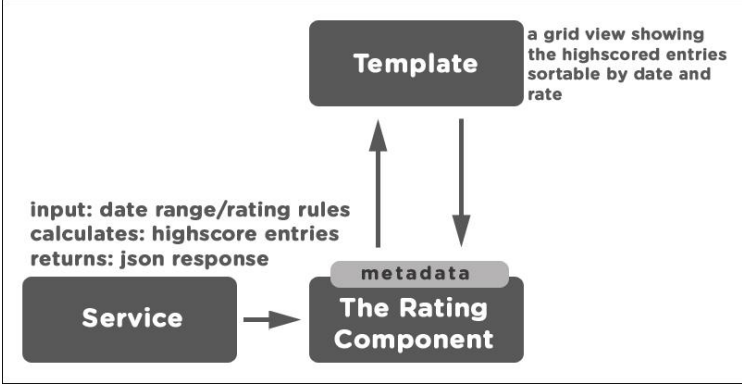 Template
a grid view showing
the highscored entries
sortable by date and
rate
input: date range/rating rules
calculates: highscore entries
returns: json response
metadata
Service
The Rating
Component